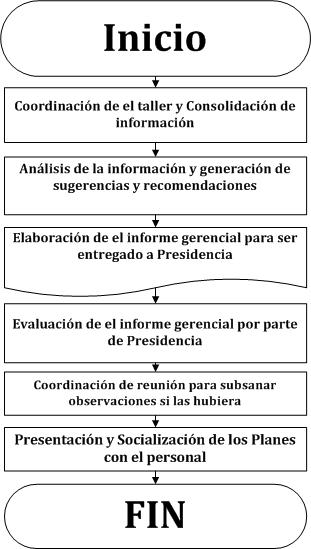 Inicio
Coordinación de el taller y Consolidación de
información
Análisis de la información y generación de
sugerencias y recomendaciones
Elaboración de el informe gerencial para ser
entregado a Presidencia
Evaluación de el informe gerencial por parte
de Presidencia
Coordinación de reunión para subsanar
observaciones si las hubiera
Presentación y Socialización de los Planes
con el personal
FIN